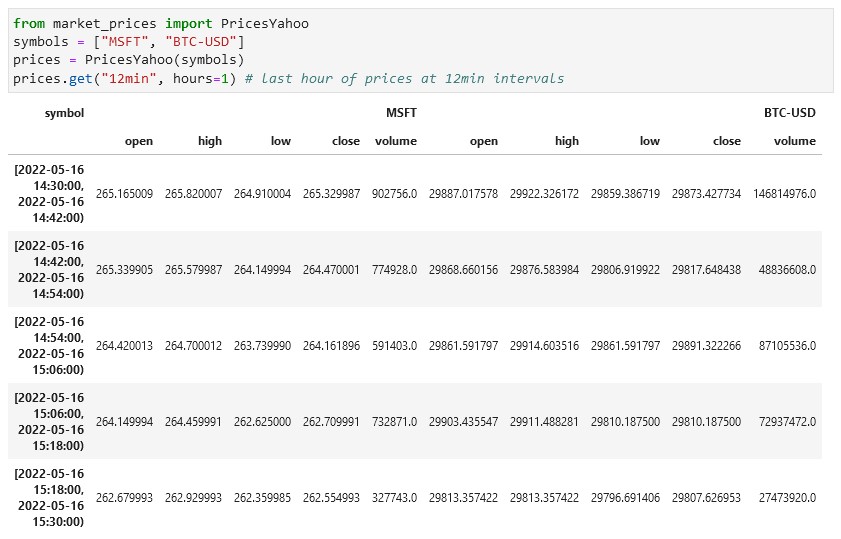 from market_prices import PricesYahoo
symbols = ["MSFT", "BTC-USD"]
prices = PricesYahoo(symbols)
prices.get("12min", hours=1) # last hour of prices at 12min intervals
symbol MSFT BTC-USD
open high low close volume open high low close volume
[2022-05-16
14:30:00,
2022-05-16
14:42:00) 265.165009 265.820007 264.910004 265.329987 902756.0 29887.017578 29922.326172 29859.386719 29873.427734 146814976.0
[2022-05-16
14:42:00,
2022-05-16
14:54:00) 265.339905 265.579987 264.149994 264.470001 774928.0 29868.660156 29876.583984 29806.919922 29817.648438 48836608.0
[2022-05-16
14:54:00,
2022-05-16
15:06:00) 264.420013 264.700012 263.739990 264.161896 591403.0 29861.591797 29914.603516 29861.591797 29891.322266 87105536.0
[2022-05-16
15:06:00,
2022-05-16
15:18:00) 264.149994 264.459991 262.625000 262.709991 732871.0 29903.435547 29911.488281 29810.187500 29810.187500 72937472.0
[2022-05-16
15:18:00,
2022-05-16
15:30:00) 262.679993 262.929993 262.359985 262.554993 327743.0 29813.357422 29813.357422 29796.691406 29807.626953 27473920.0